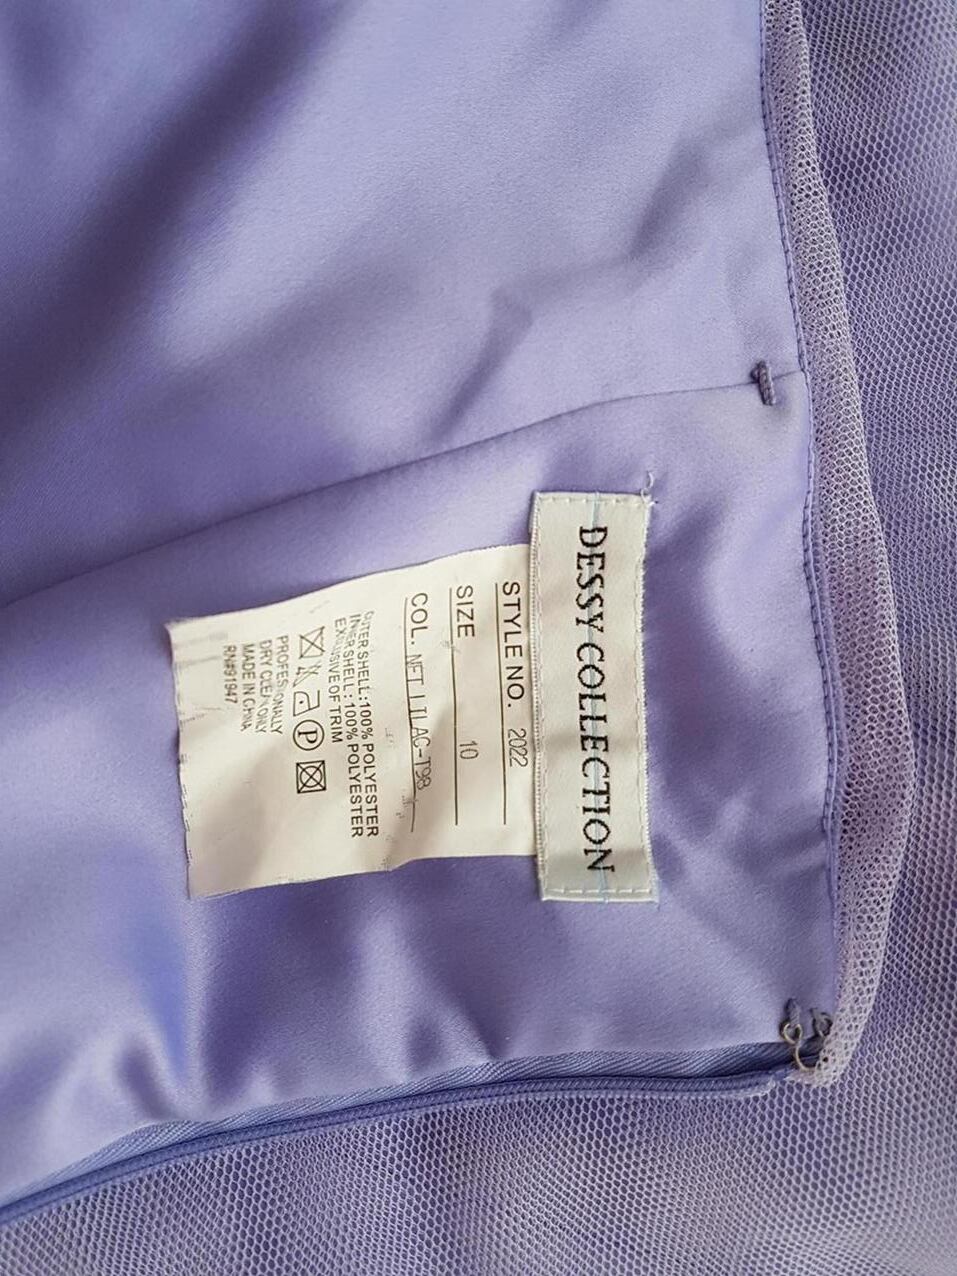 DESSY COLLECTION
STYLE NO. 2022
SIZE 10
COL. NET LILAC-T98
OUTER SHELL:100% POLYESTER
INNER SHELL:100% POLYESTER
EXCLUSIVE OF TRIM
P
PROFESSIONALLY
DRY CLEAN ONLY
MADE IN CHINA
RN#91947